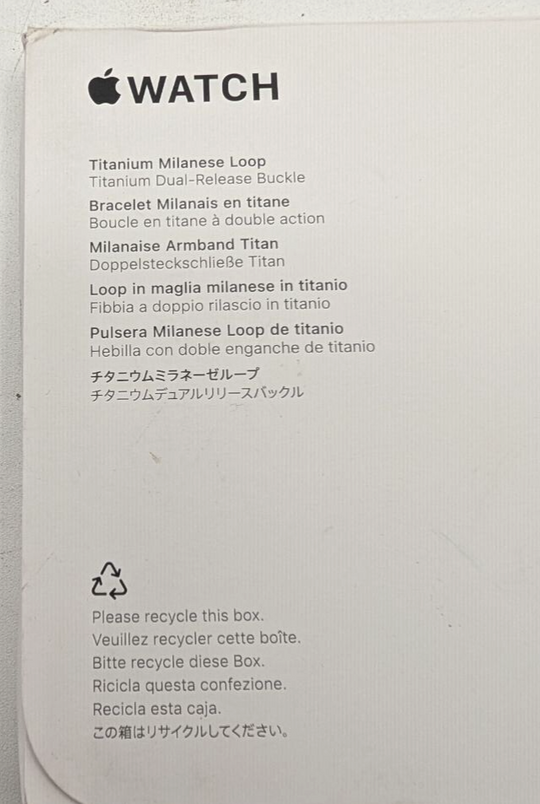 WATCH
Titanium Milanese Loop
Titanium Dual-Release Buckle
Bracelet Milanais en titane
Boucle en titane à double action
Milanaise Armband Titan
Doppelsteckschließe Titan
Loop in maglia milanese in titanio
Fibbia a doppio rilascio in titanio
Pulsera Milanese Loop de titanio
Hebilla con doble enganche de titanio
チタニウムミラネーゼループ
チタニウムデュアルリリースバックル
Please recycle this box.
Veuillez recycler cette boîte.
Bitte recycle diese Box.
Ricicla questa confezione.
Recicla esta caja.
この箱はリサイクルしてください。